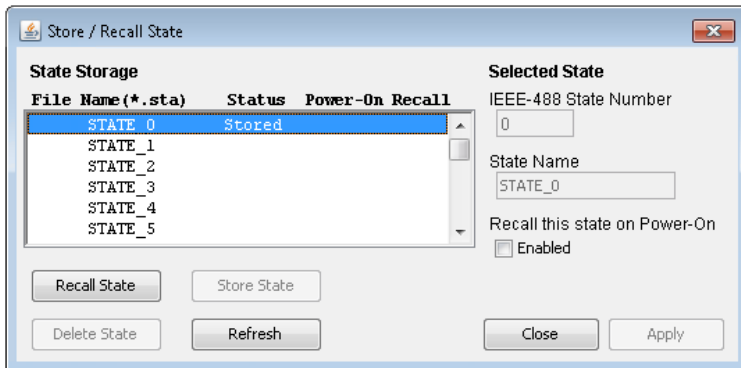 Store / Recall State
State Storage
File Name(*.sta) Status Power-On Recall
STATE_0 Stored
STATE_1
STATE_2
STATE_3
STATE_4
STATE_5
Recall State Store State
Delete State Refresh
Selected State
IEEE-488 State Number
0
State Name
STATE_0
Recall this state on Power-On
Enabled
Close Apply